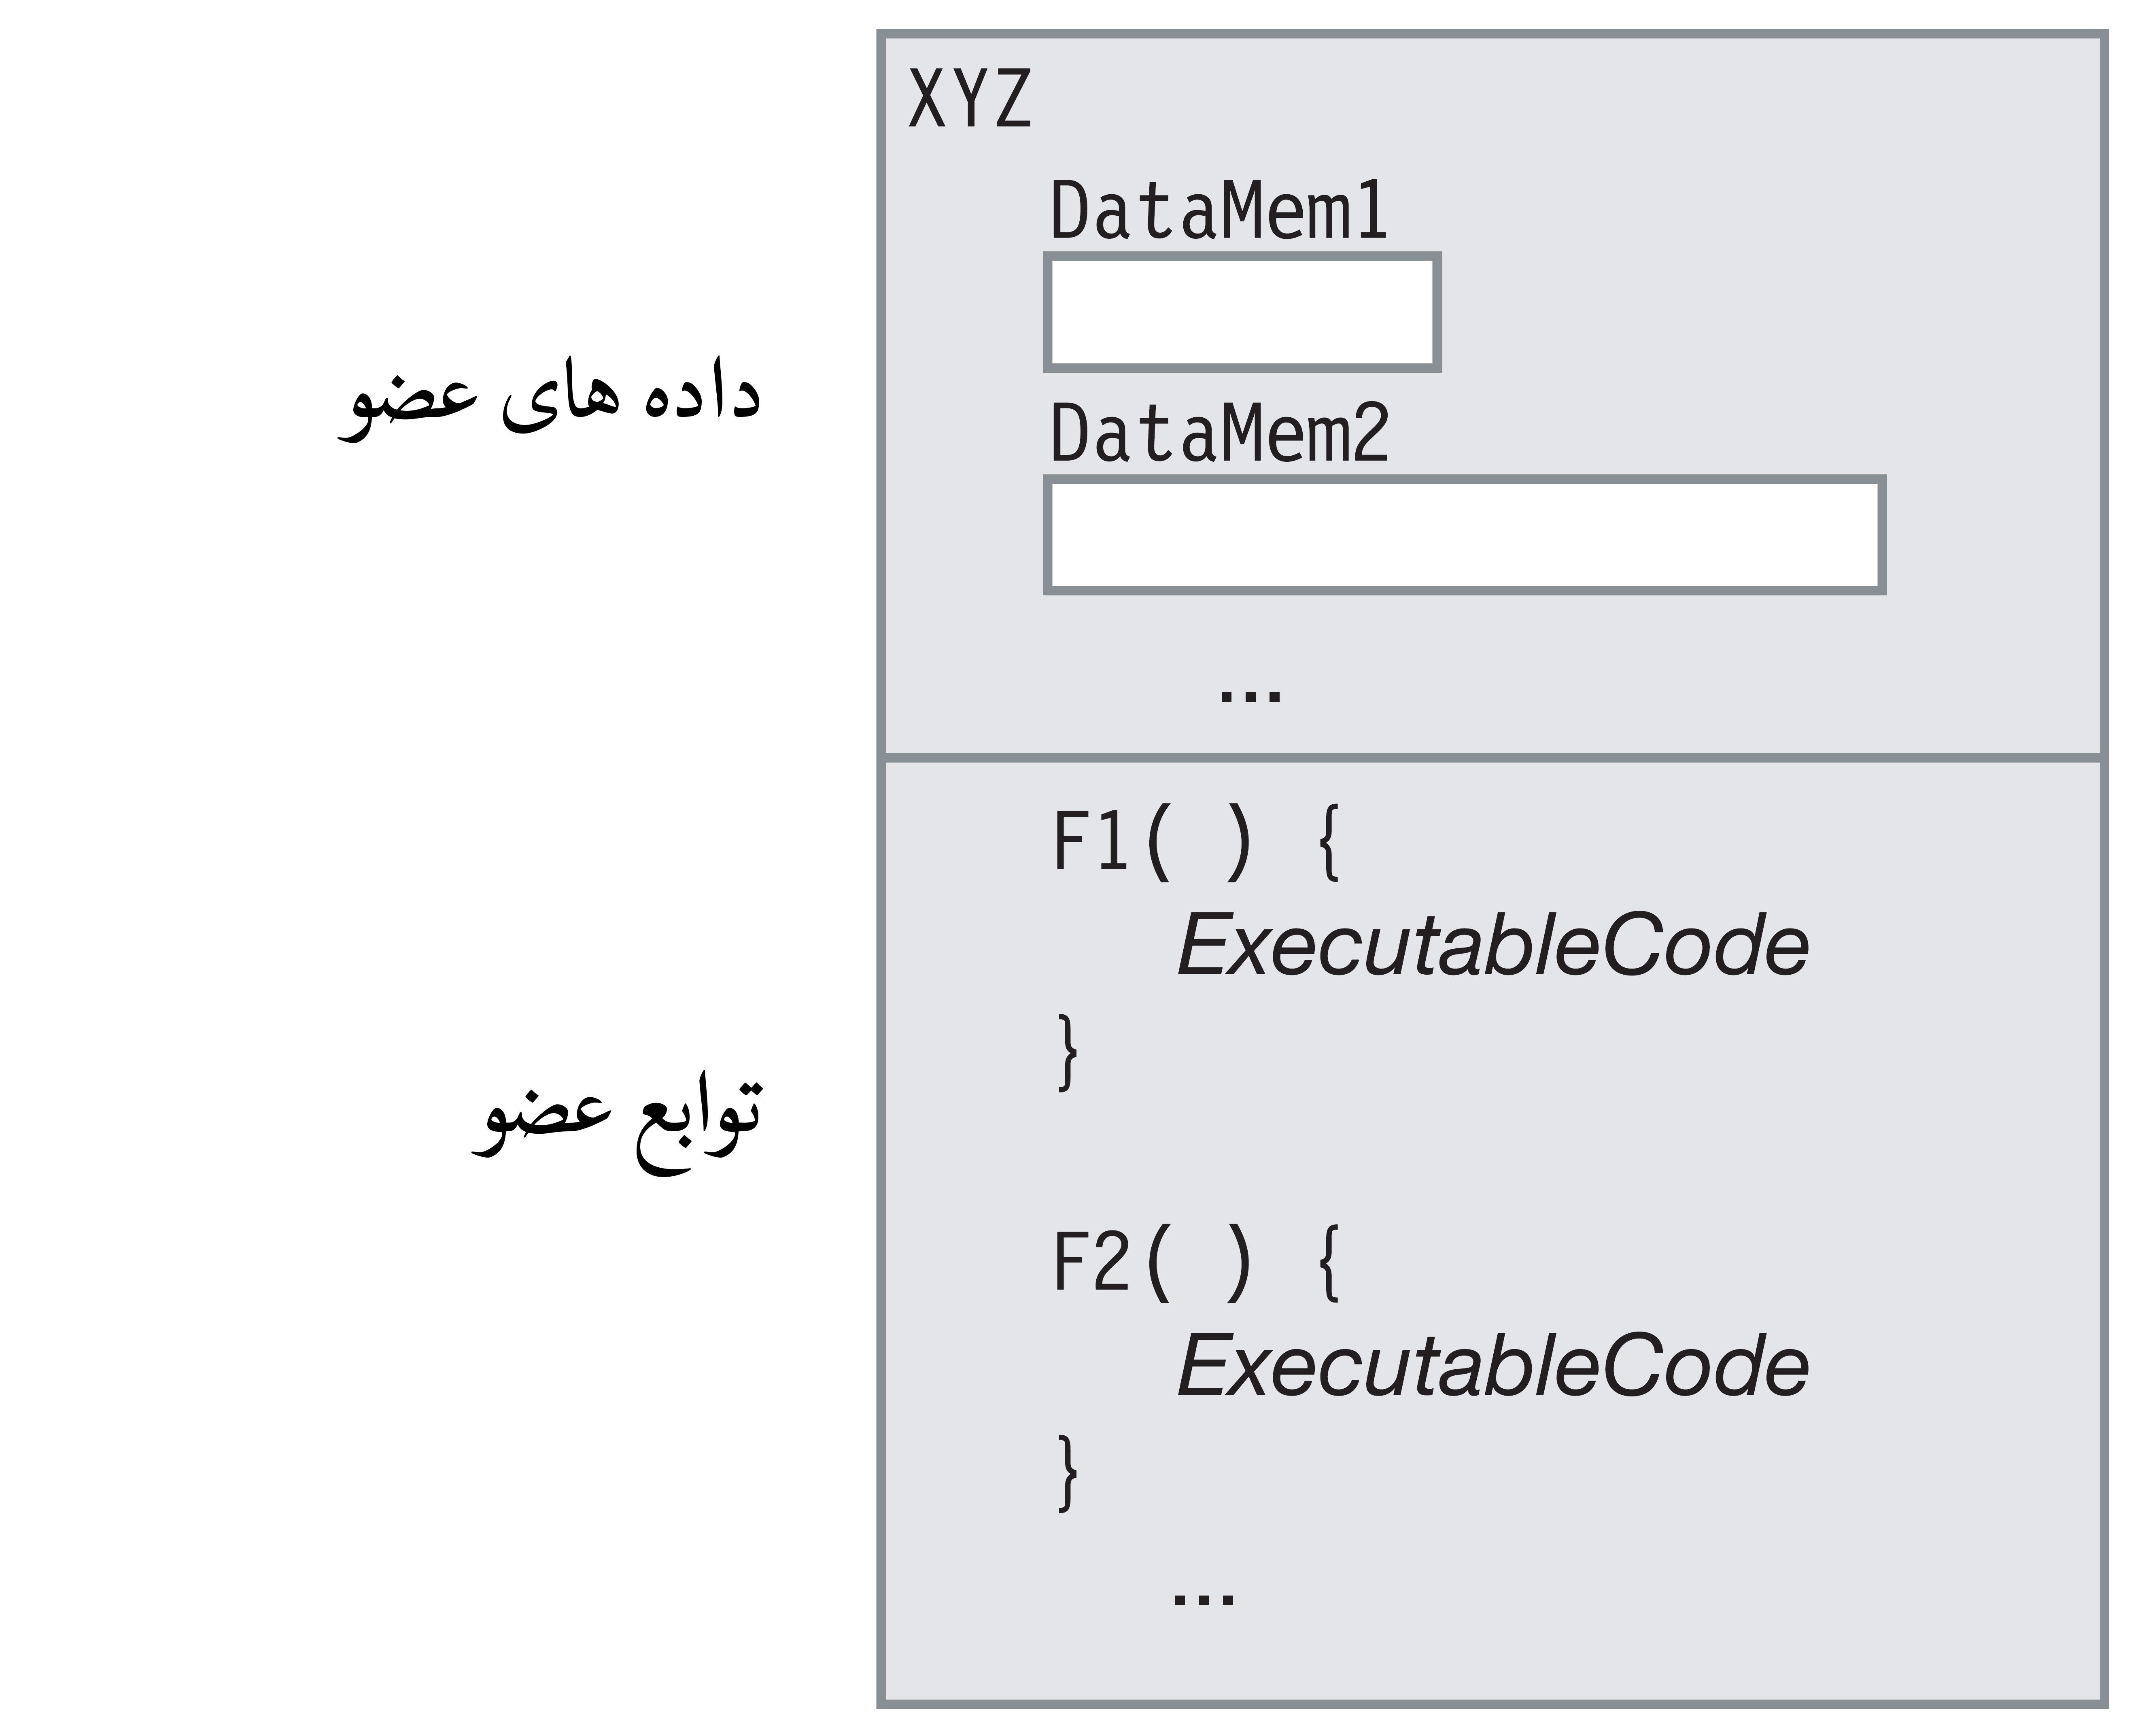 XYZ
DataMem1
داده های عضو
DataMem2
...
F1( ) {
ExecutableCode
}
توابع عضو
F2( ) {
ExecutableCode
}
...